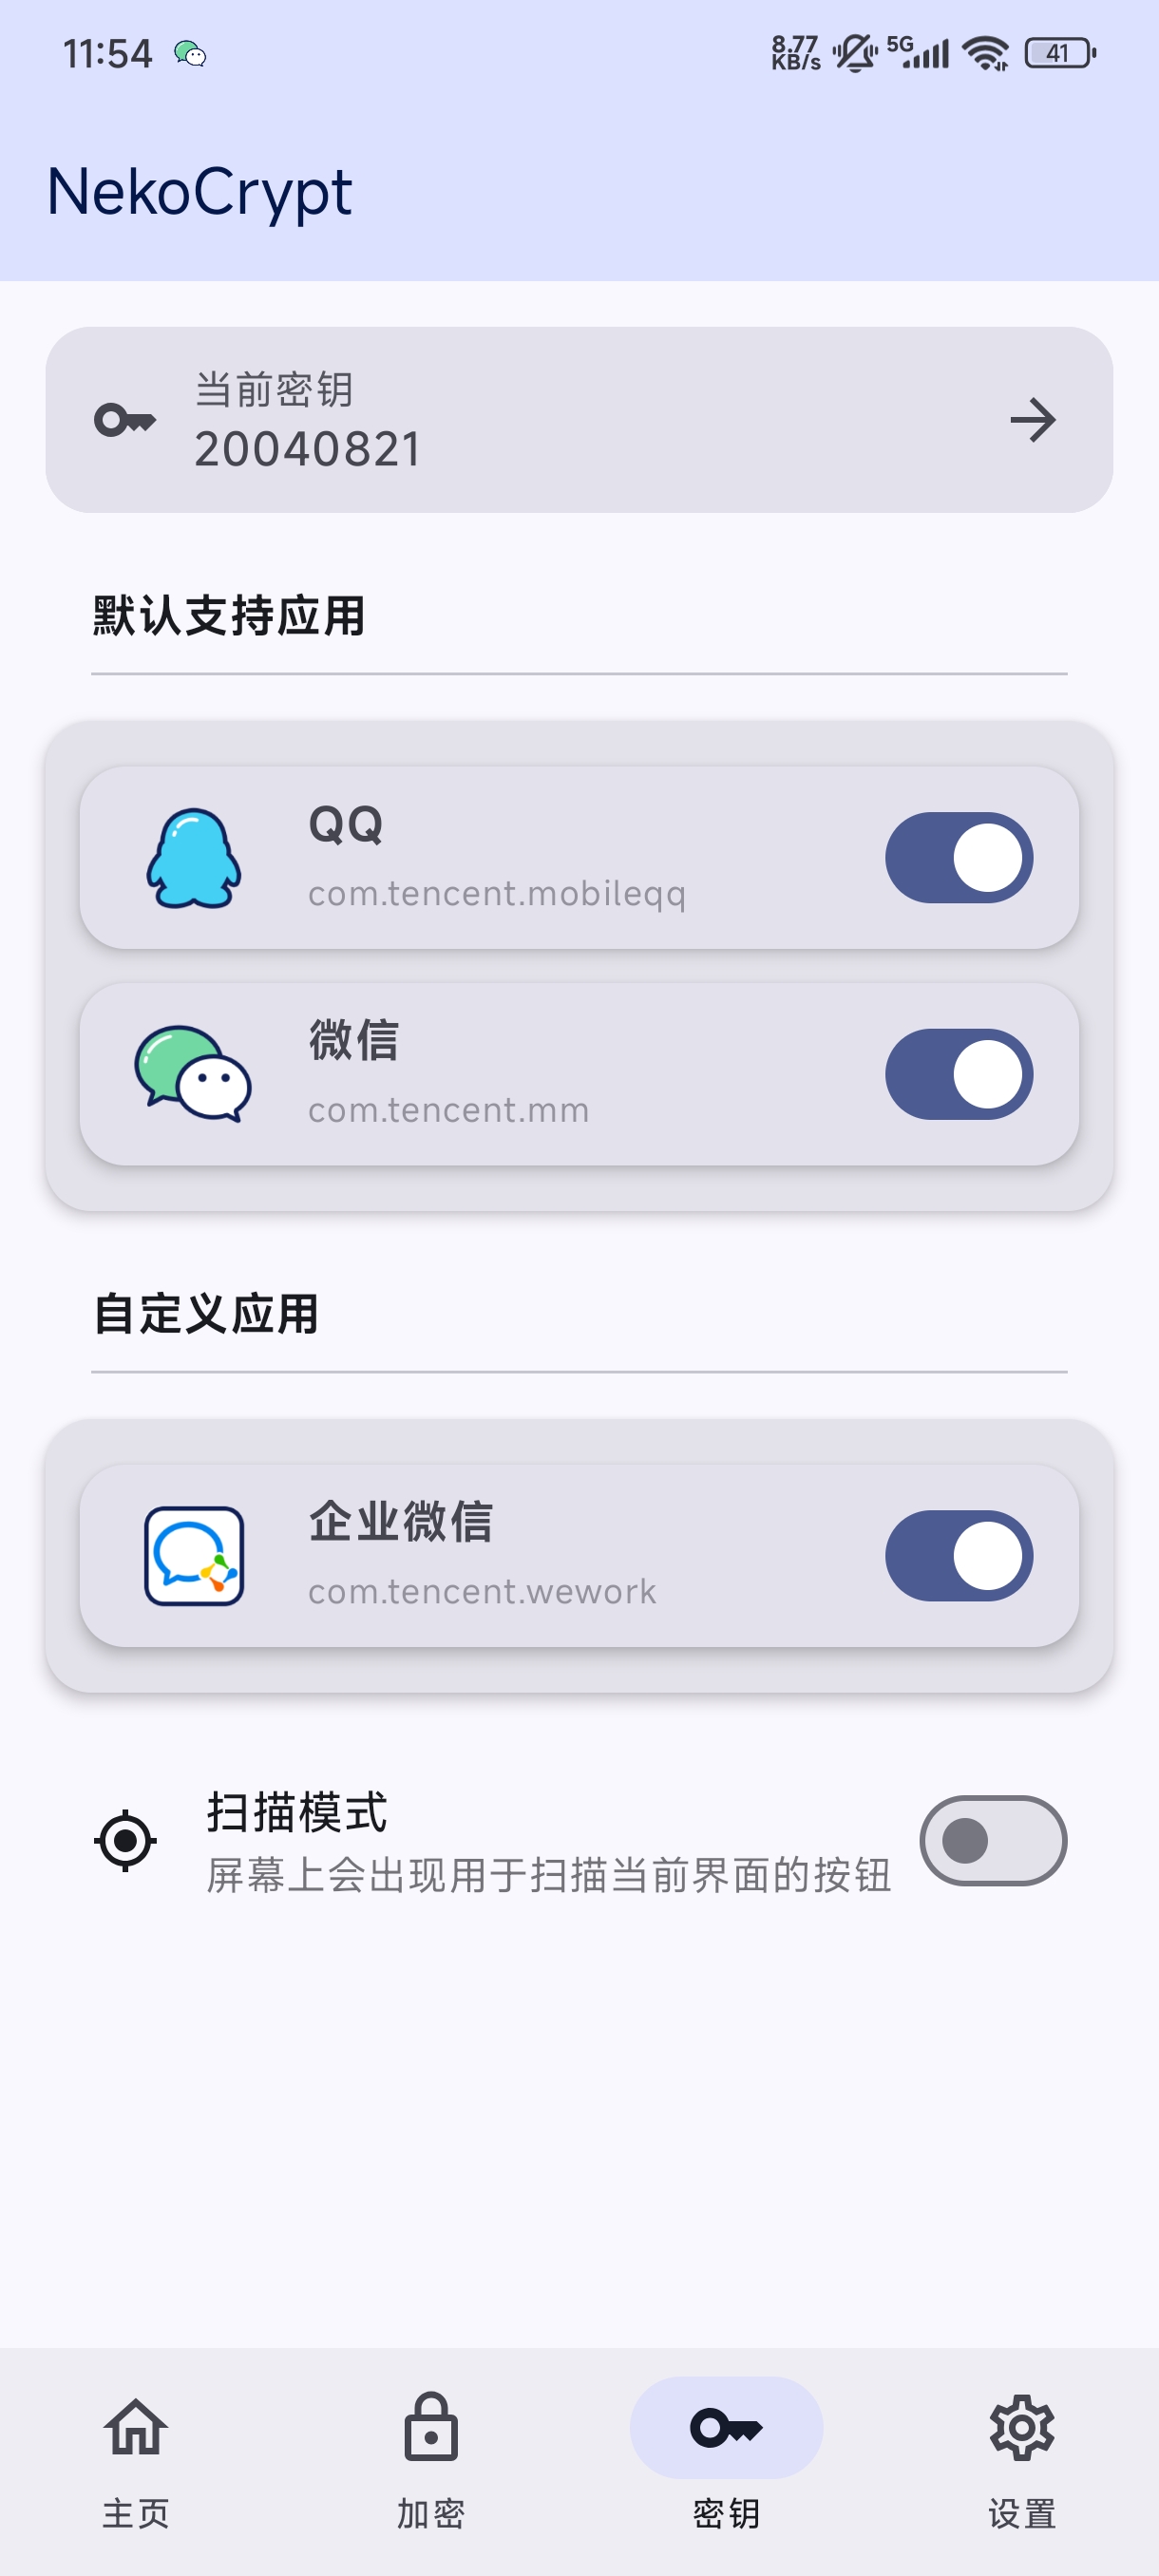 11:54
8.77
KB/s
5G
41
NekoCrypt
当前密钥
20040821
默认支持应用
QQ
com.tencent.mobileqq
微信
com.tencent.mm
自定义应用
企业微信
com.tencent.wework
扫描模式
屏幕上会出现用于扫描当前界面的按钮
主页
加密
密钥
设置